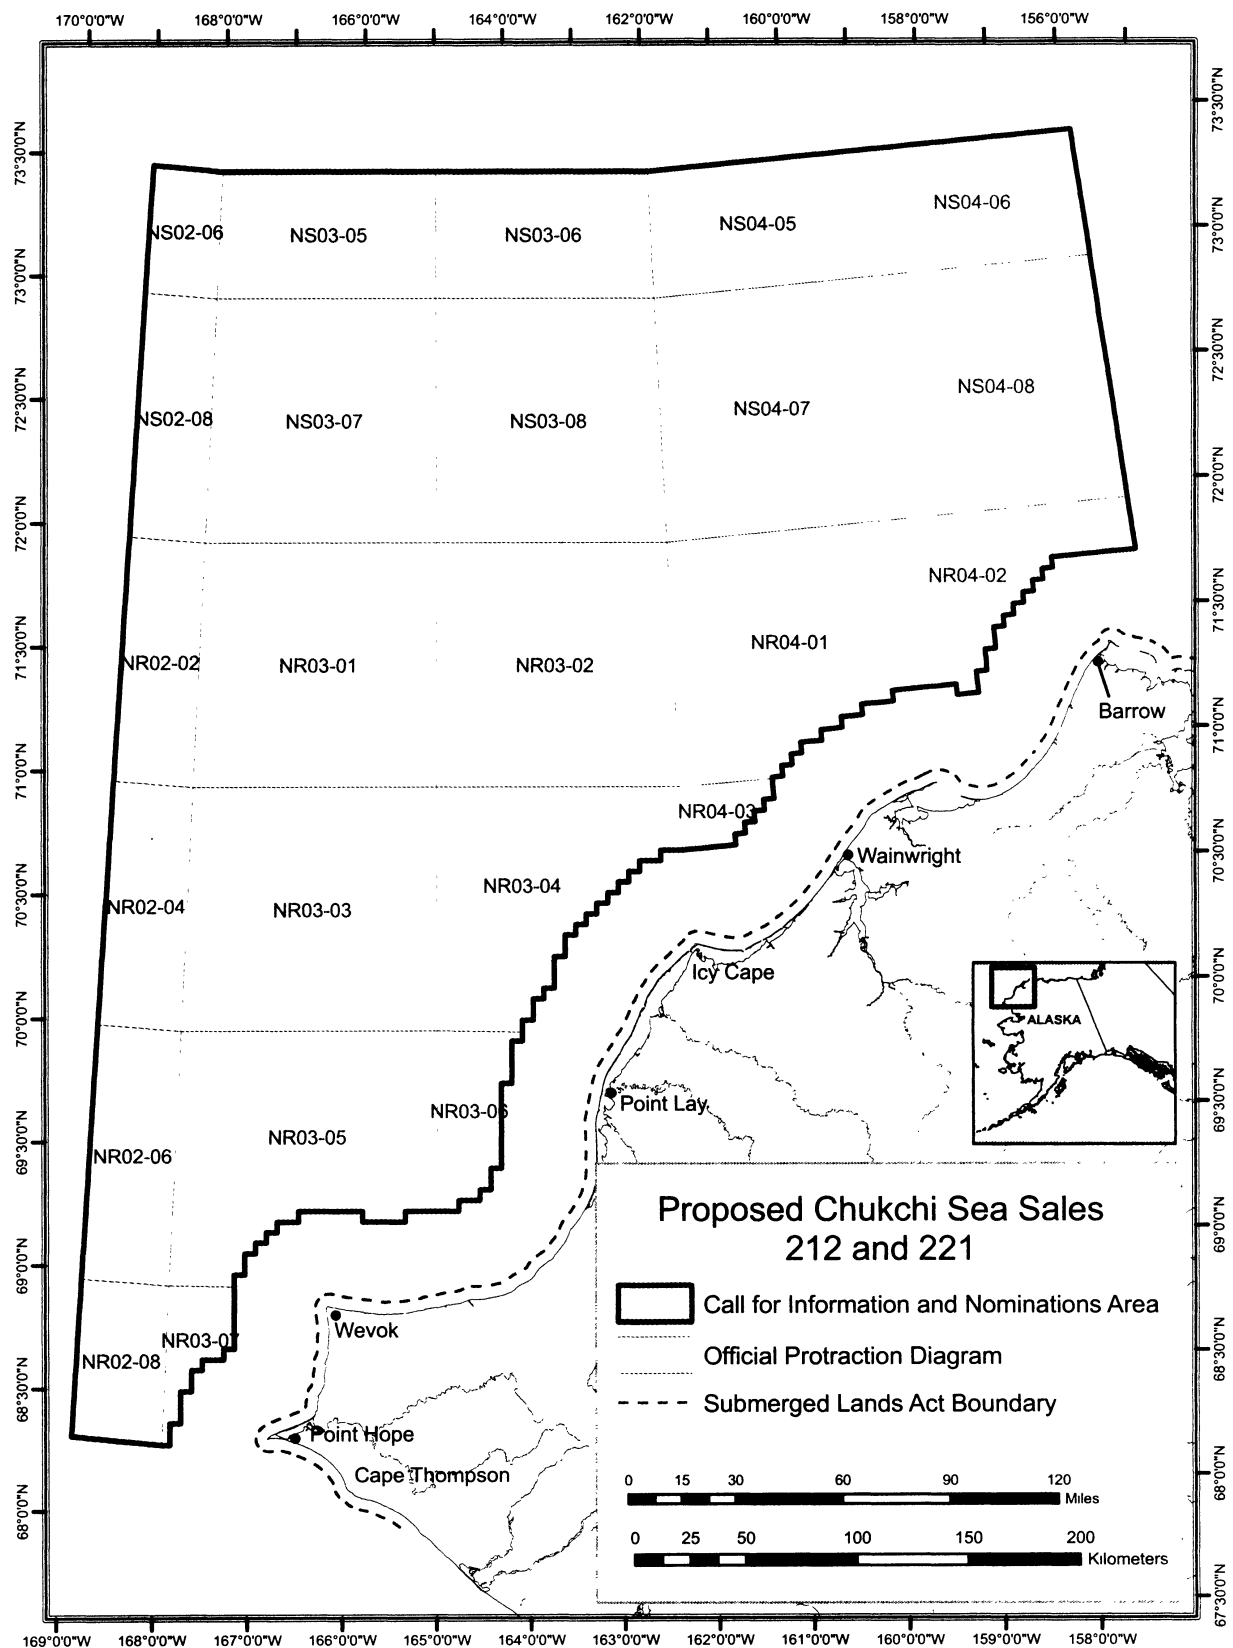 170°0'0"W 168°0'0"W 166°0'0"W 164°0'0"W 162°0'0"W 160°0'0"W 158°0'0"W 156°0'0"W
73°30'0"N
73°0'0"N
72°30'0"N
72°0'0"N
71°30'0"N
71°0'0"N
70°30'0"N
70°0'0"N
69°30'0"N
69°0'0"N
68°30'0"N
68°0'0"N
73°30'0"N
73°0'0"N
72°30'0"N
72°0'0"N
71°30'0"N
71°0'0"N
70°30'0"N
70°0'0"N
69°30'0"N
69°0'0"N
68°30'0"N
68°0'0"N
67°30'0"N
NS02-06 NS03-05 NS03-06 NS04-05 NS04-06
NS02-08 NS03-07 NS03-08 NS04-07 NS04-08
NR02-02 NR03-01 NR03-02 NR04-01 NR04-02
NR02-04 NR03-03 NR03-04 NR04-03
NR02-06 NR03-05 NR03-06
NR02-08 NR03-07
Barrow
Wainwright
Icy Cape
Point Lay
Wevok
Point Hope
Cape Thompson
ALASKA
Proposed Chukchi Sea Sales
212 and 221
Call for Information and Nominations Area
Official Protraction Diagram
Submerged Lands Act Boundary
0 15 30 60 90 120
Miles
0 25 50 100 150 200
Kilometers
169°0'0"W 168°0'0"W 167°0'0"W 166°0'0"W 165°0'0"W 164°0'0"W 163°0'0"W 162°0'0"W 161°0'0"W 160°0'0"W 159°0'0"W 158°0'0"W